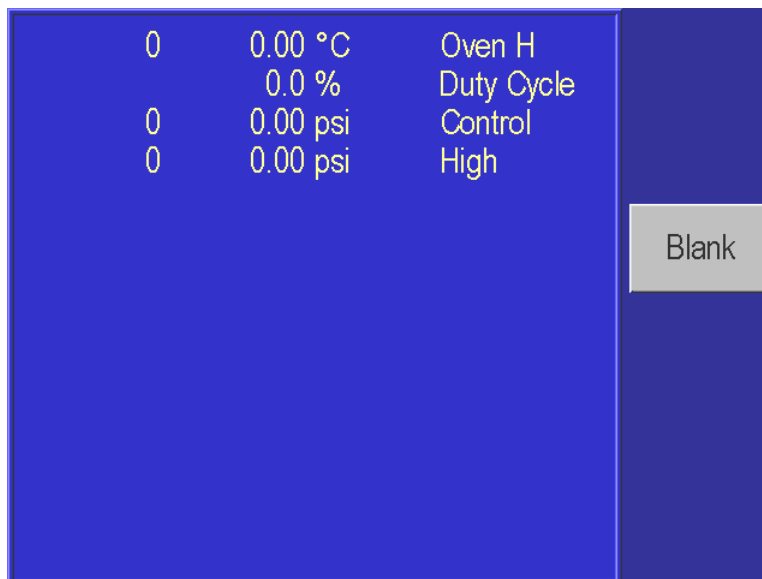 0 0.00 °C Oven H
0.0 % Duty Cycle
0 0.00 psi Control
0 0.00 psi High
Blank